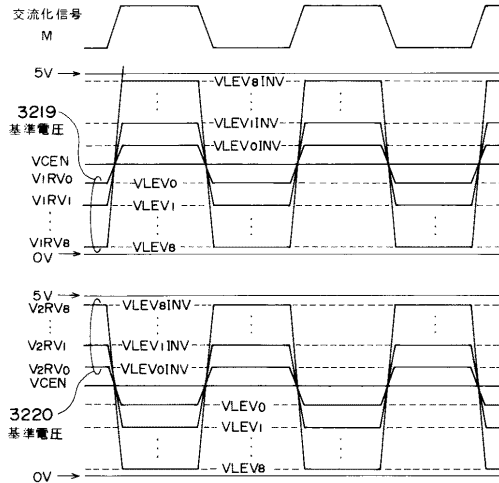 交流化信号
M
5V
VLEV8INV
3219
基準電圧
VLEV1INV
VLEV0INV
VCEN
V1RV0
VLEV0
V1RV1
VLEV1
V1RV8
VLEV8
0V
5V
V2RV8
VLEV8INV
V2RV1
VLEV1INV
V2RV0
VLEV0INV
VCEN
VLEV0
3220
VLEV1
基準電圧
VLEV8
0V